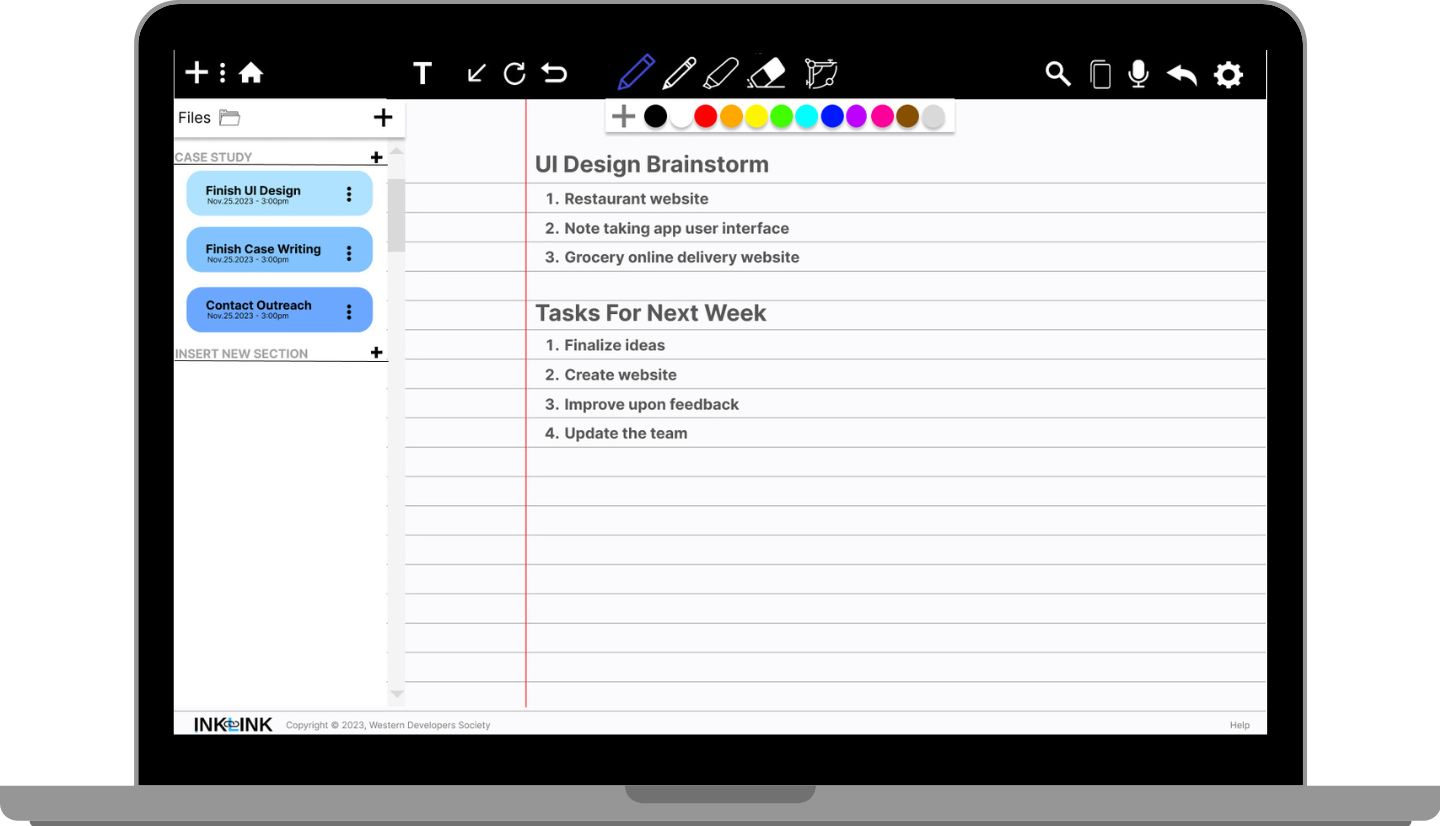 T
Files
CASE STUDY
Finish UI Design
Nov.25.2023 - 3:00pm
Finish Case Writing
Nov.25.2023 - 3:00pm
Contact Outreach
Nov.25.2023 - 3:00pm
INSERT NEW SECTION
UI Design Brainstorm
1. Restaurant website
2. Note taking app user interface
3. Grocery online delivery website
Tasks For Next Week
1. Finalize ideas
2. Create website
3. Improve upon feedback
4. Update the team
INKLINK
Copyright © 2023, Western Developers Society
Help